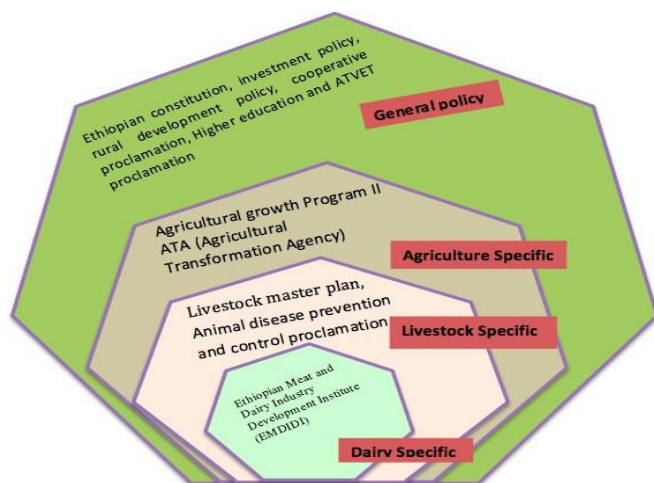 Ethiopian constitution, investment policy,
rural development policy, cooperative
proclamation, Higher education and ATVET
proclamation
General policy
Agricultural growth Program II
ATA (Agricultural
Transformation Agency)
Agriculture Specific
Livestock master plan,
Animal disease prevention
and control proclamation
Livestock Specific
Ethiopian Meat and
Dairy Industry
Development Institute
(EMDIDI)
Dairy Specific